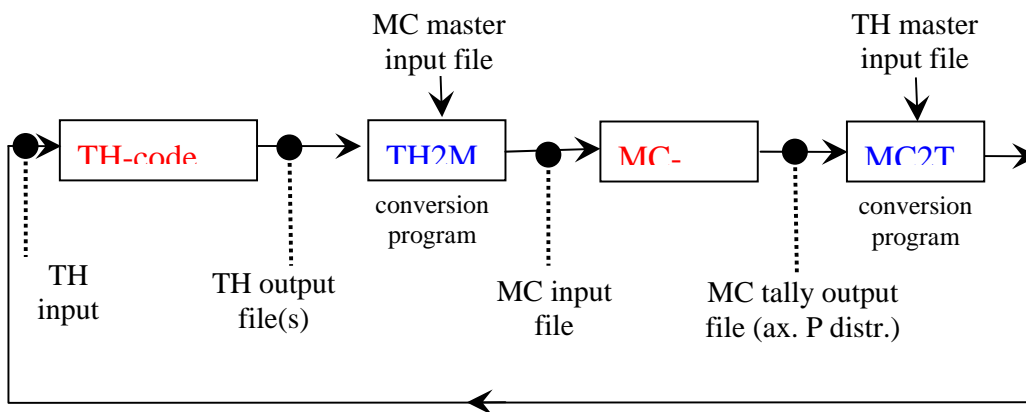 MC master
input file
TH master
input file
TH-code
TH2M
MC-
MC2T
conversion
program
conversion
program
TH
input
TH output
file(s)
MC input
file
MC tally output
file (ax. P distr.)